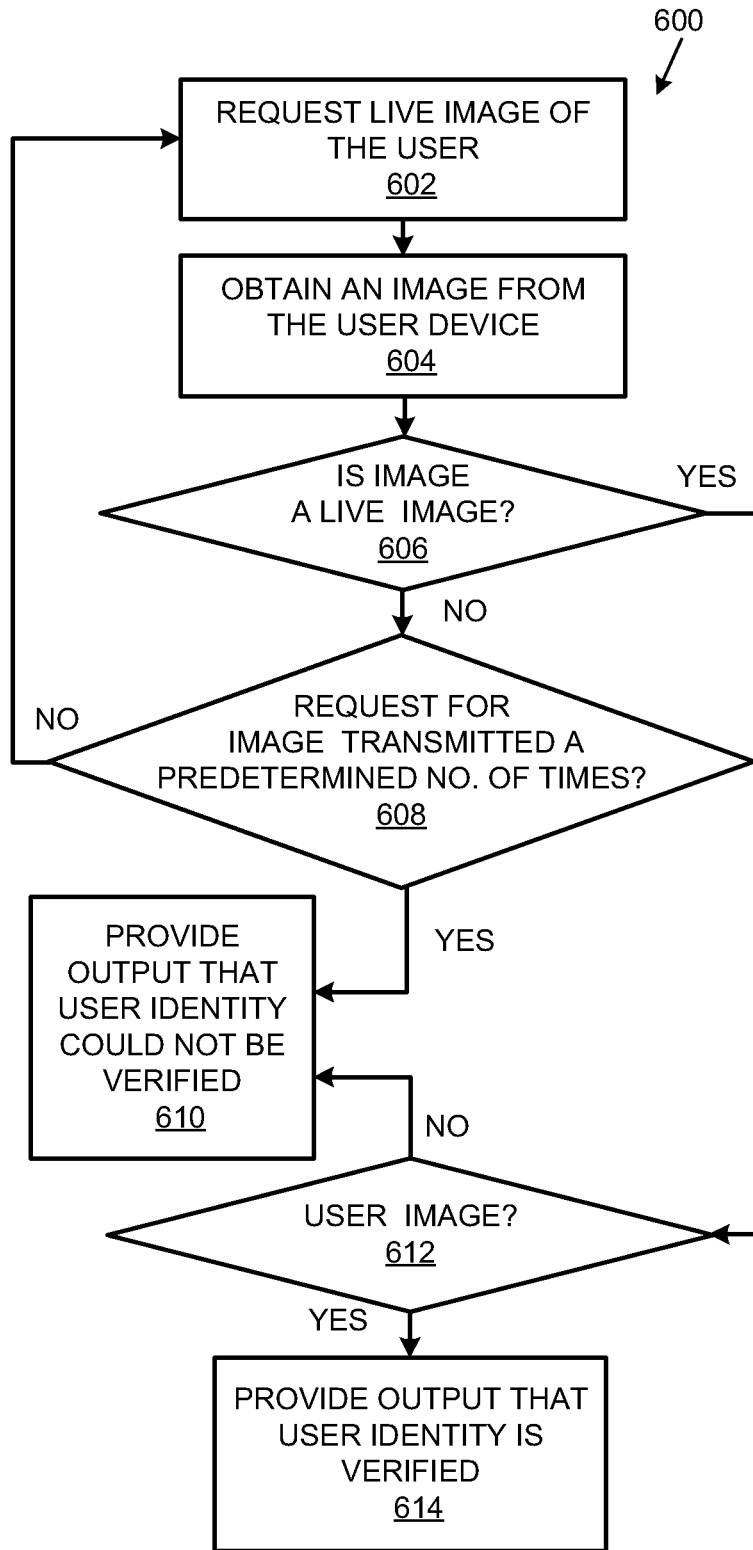 600
REQUEST LIVE IMAGE OF
THE USER
602
OBTAIN AN IMAGE FROM
THE USER DEVICE
604
IS IMAGE
A LIVE IMAGE?
606
YES
NO
REQUEST FOR
IMAGE TRANSMITTED A
PREDETERMINED NO. OF TIMES?
608
NO
YES
PROVIDE
OUTPUT THAT
USER IDENTITY
COULD NOT BE
VERIFIED
610
NO
USER IMAGE?
612
YES
PROVIDE OUTPUT THAT
USER IDENTITY IS
VERIFIED
614